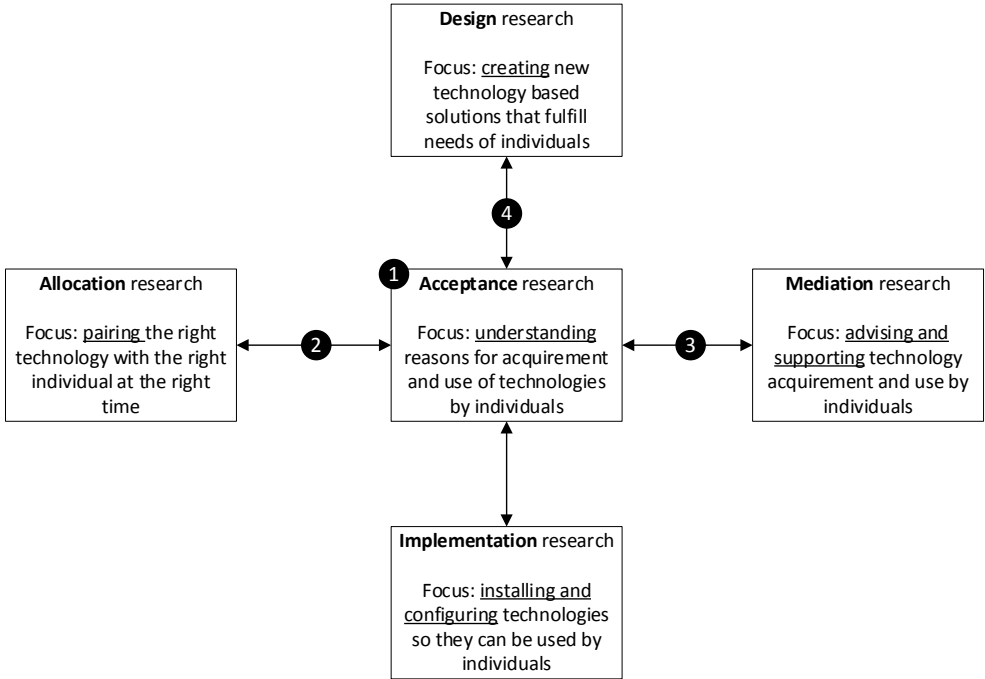 Design research
Focus: creating new
technology based
solutions that fulfill
needs of individuals
4
Allocation research
Focus: pairing the right
technology with the right
individual at the right
time
2
1
Acceptance research
Focus: understanding
reasons for acquirement
and use of technologies
by individuals
3
Mediation research
Focus: advising and
supporting technology
acquirement and use by
individuals
Implementation research
Focus: installing and
configuring technologies
so they can be used by
individuals